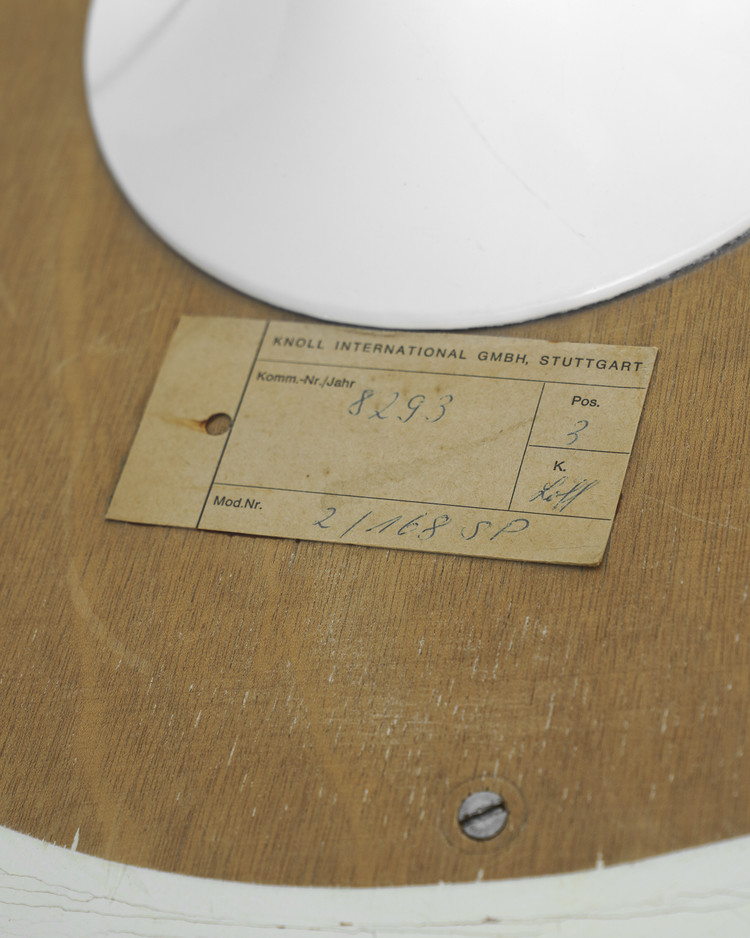 KNOLL INTERNATIONAL GMBH, STUTTGART
Komm.-Nr./Jahr
8293
Pos.
3
K.
Mod.Nr.
2/168 SP